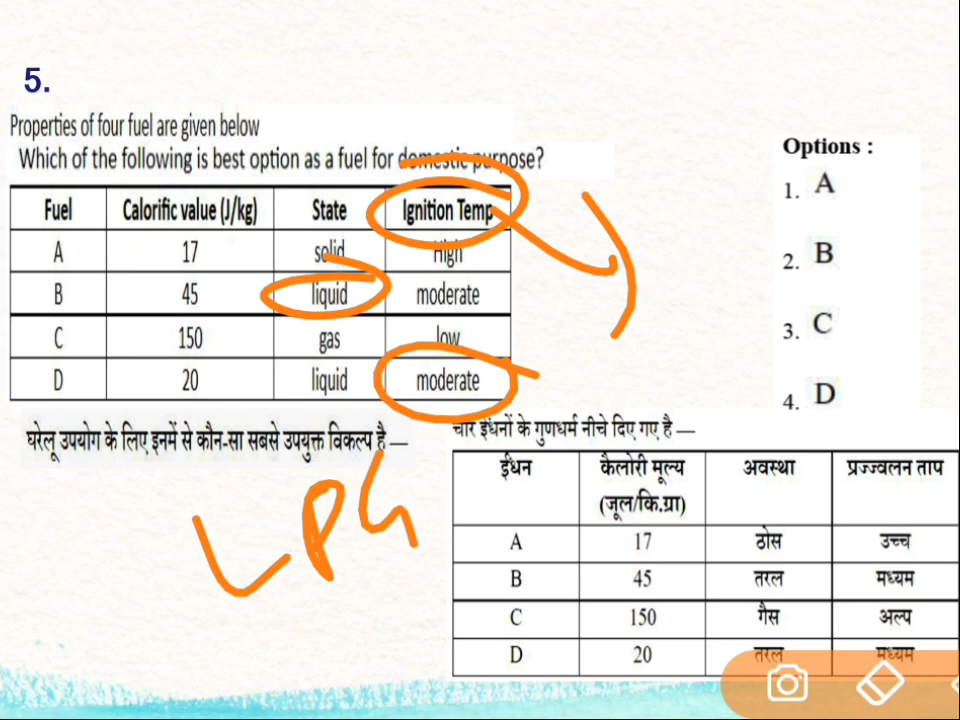 5.
Properties of four fuel are given below
Which of the following is best option as a fuel for domestic purpose?
Fuel Calorific value (J/kg) State Ignition Temp
A 17 solid High
B 45 liquid moderate
C 150 gas low
D 20 liquid moderate
Options :
1. A
2. B
3. C
4. D
घरेलू उपयोग के लिए इनमें से कौन-सा सबसे उपयुक्त विकल्प है —
LPG
चार इंधनों के गुणधर्म नीचे दिए गए है —
ईंधन कैलोरी मूल्य (जूल/कि.ग्रा) अवस्था प्रज्ज्वलन ताप
A 17 ठोस उच्च
B 45 तरल मध्यम
C 150 गैस अल्प
D 20 तरल मध्यम